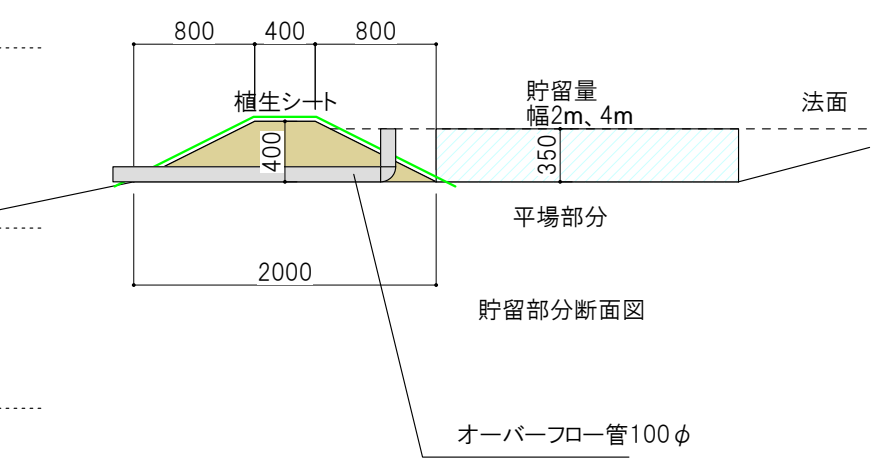 800
400
800
植生シート
貯留量
幅2m、4m
法面
400
350
平場部分
2000
貯留部分断面図
オーバーフロー管100φ